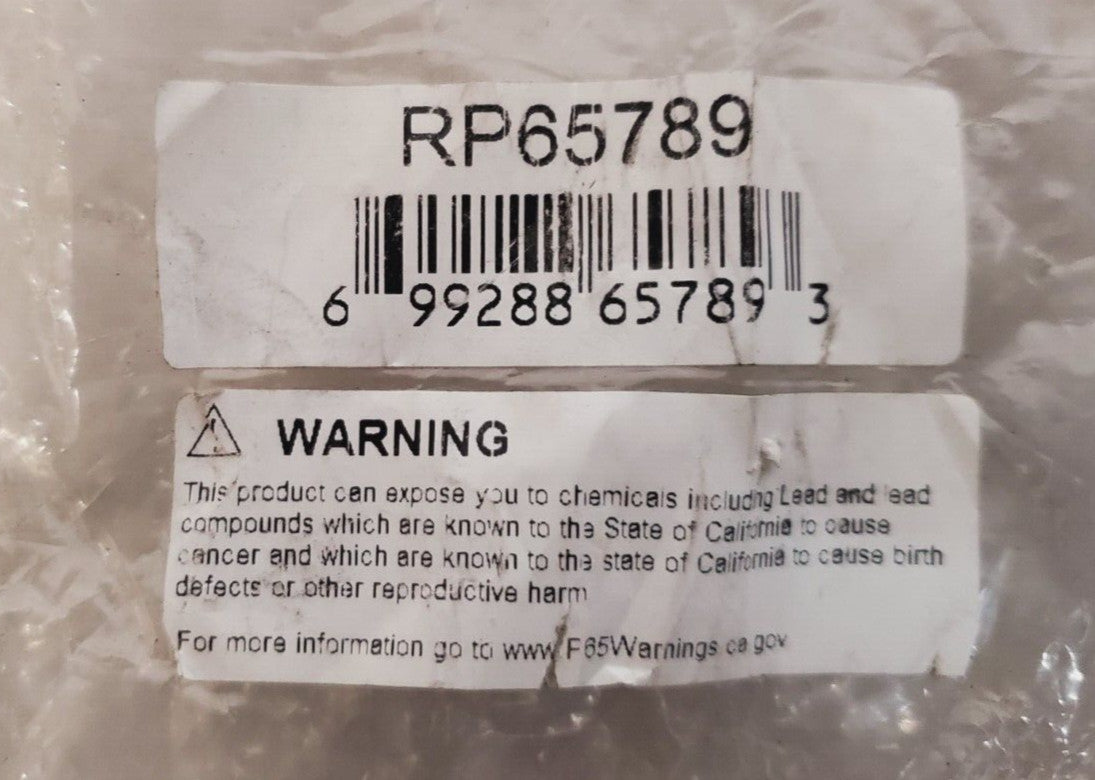 RP65789
6 99288 65789 3
WARNING
This product can expose you to chemicals including Lead and lead
compounds which are known to the State of California to cause
cancer and which are known to the state of California to cause birth
defects or other reproductive harm
For more information go to www.P65Warnings.ca.gov